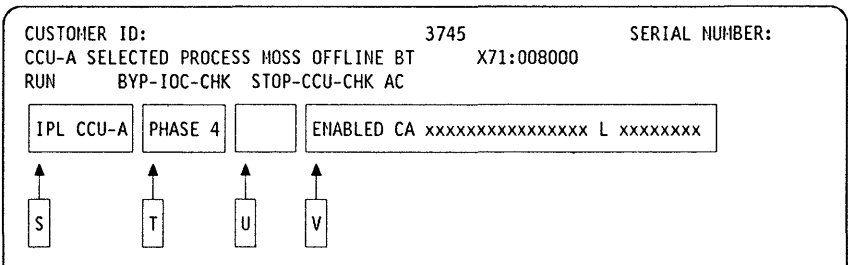 CUSTOMER ID: 3745 SERIAL NUMBER:
CCU-A SELECTED PROCESS MOSS OFFLINE BT X71:008000
RUN BYP-IOC-CHK STOP-CCU-CHK AC
IPL CCU-A PHASE 4 ENABLED CA xxxxxxxxxxxxxxxx L xxxxxxxx
S T U V